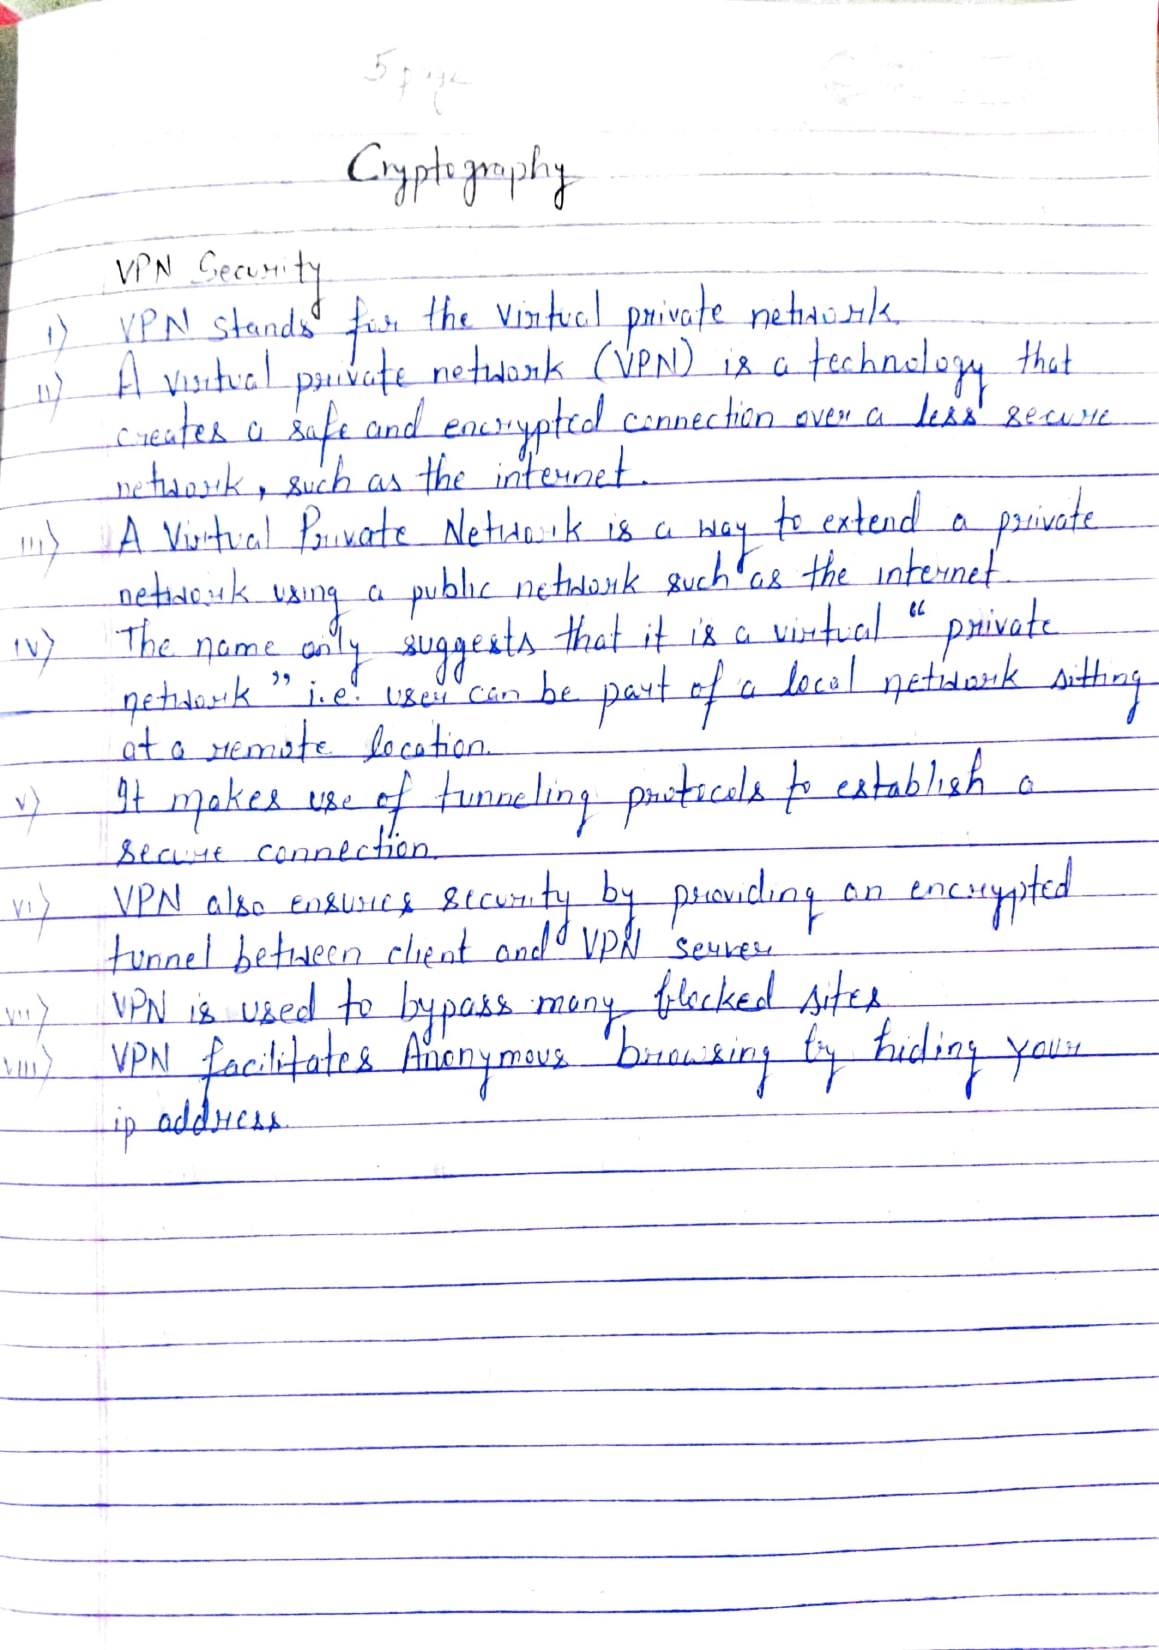 5 page
Cryptography
VPN Security
i) VPN stands for the virtual private network.
ii) A virtual private network (VPN) is a technology that
creates a safe and encrypted connection over a less secure
network, such as the internet.
iii) A Virtual Private Network is a way to extend a private
network using a public network such as the internet.
iv) The name only suggests that it is a virtual " private
network " i.e. user can be part of a local network sitting
at a remote location.
v) It makes use of tunneling protocols to establish a
secure connection.
vi) VPN also ensures security by providing an encrypted
tunnel between client and VPN server
vii) VPN is used to bypass many blocked sites
viii) VPN facilitates Anonymous browsing by hiding your
ip address.